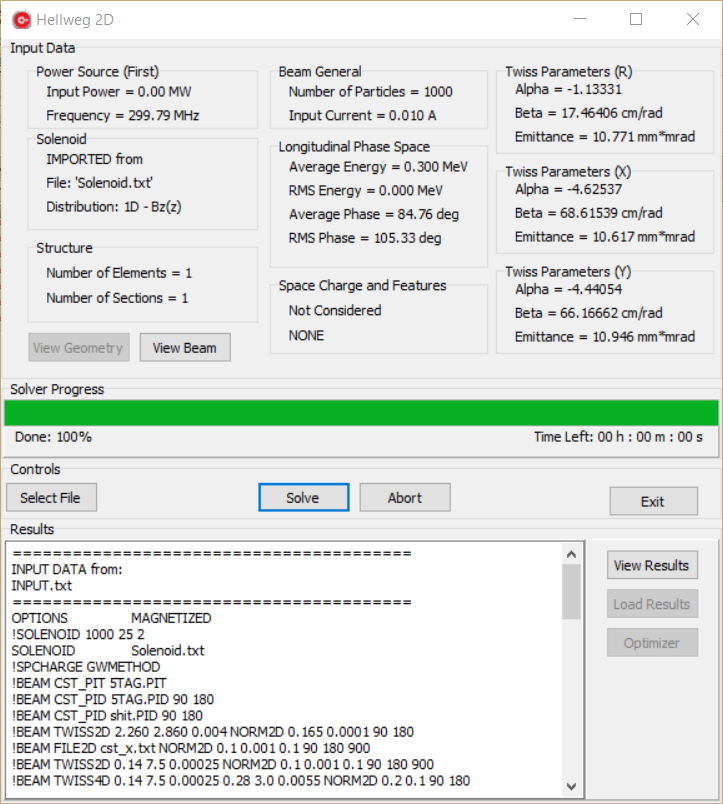 Hellweg 2D
Input Data
Power Source (First)
Input Power = 0.00 MW
Frequency = 299.79 MHz
Solenoid
IMPORTED from
File: 'Solenoid.txt'
Distribution: 1D - Bz(z)
Structure
Number of Elements = 1
Number of Sections = 1
View Geometry
View Beam
Beam General
Number of Particles = 1000
Input Current = 0.010 A
Longitudinal Phase Space
Average Energy = 0.300 MeV
RMS Energy = 0.000 MeV
Average Phase = 84.76 deg
RMS Phase = 105.33 deg
Space Charge and Features
Not Considered
NONE
Twiss Parameters (R)
Alpha = -1.13331
Beta = 17.46406 cm/rad
Emittance = 10.771 mm*mrad
Twiss Parameters (X)
Alpha = -4.62537
Beta = 68.61539 cm/rad
Emittance = 10.617 mm*mrad
Twiss Parameters (Y)
Alpha = -4.44054
Beta = 66.16662 cm/rad
Emittance = 10.946 mm*mrad
Solver Progress
Done: 100%
Time Left: 00 h : 00 m : 00 s
Controls
Select File
Solve
Abort
Exit
Results
========================================
INPUT DATA from:
INPUT.txt
========================================
OPTIONS MAGNETIZED
!SOLENOID 1000 25 2
SOLENOID Solenoid.txt
!SPCHARGE GWMETHOD
!BEAM CST_PIT 5TAG.PIT
!BEAM CST_PID 5TAG.PID 90 180
!BEAM CST_PID shit.PID 90 180
!BEAM TWISS2D 2.260 2.860 0.004 NORM2D 0.165 0.0001 90 180
!BEAM FILE2D cst_x.txt NORM2D 0.1 0.001 0.1 90 180 900
!BEAM TWISS2D 0.14 7.5 0.00025 NORM2D 0.1 0.001 0.1 90 180 900
!BEAM TWISS4D 0.14 7.5 0.00025 0.28 3.0 0.0055 NORM2D 0.2 0.1 90 180
View Results
Load Results
Optimizer